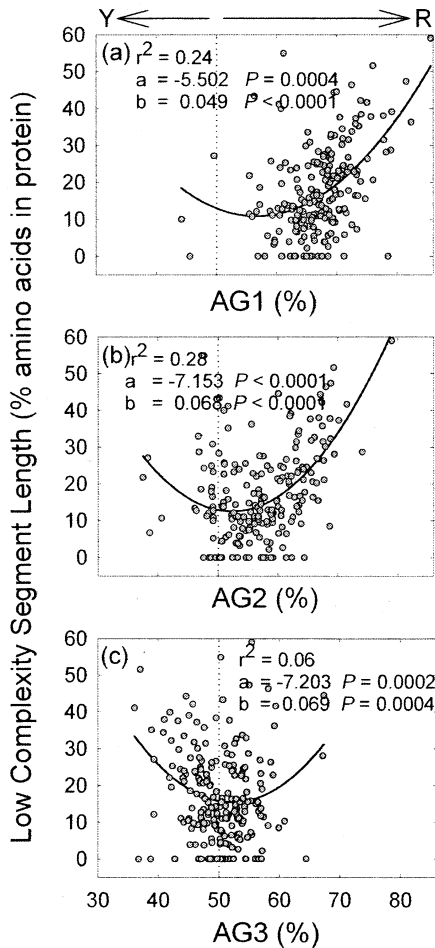 Y R
Low Complexity Segment Length (% amino acids in protein)
60
50
40
30
20
10
0
(a)
r² = 0.24
a = -5.502 P = 0.0004
b = 0.049 P < 0.0001
AG1 (%)
60
50
40
30
20
10
0
(b)
r² = 0.28
a = -7.153 P < 0.0001
b = 0.068 P < 0.0001
AG2 (%)
60
50
40
30
20
10
0
(c)
r² = 0.06
a = -7.203 P = 0.0002
b = 0.069 P = 0.0004
30 40 50 60 70 80
AG3 (%)